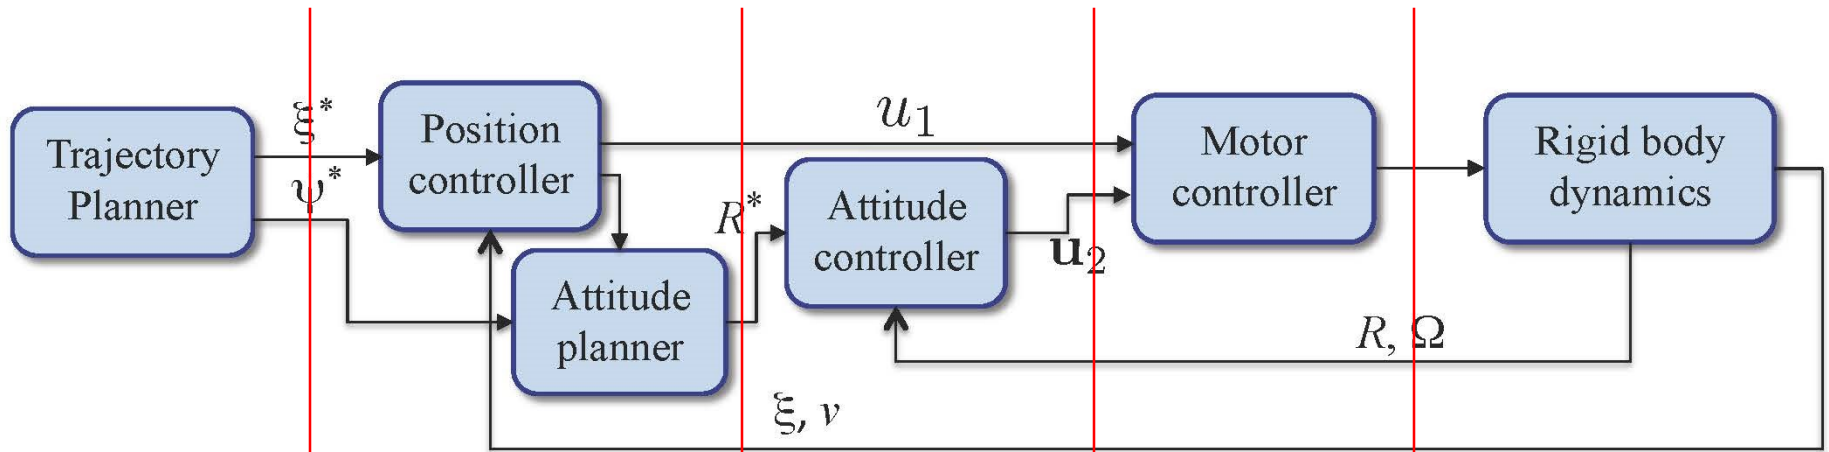 Trajectory
Planner
ξ*
ψ*
Position
controller
Attitude
planner
R*
u₁
Attitude
controller
𝐮₂
Motor
controller
Rigid body
dynamics
R, Ω
ξ, v